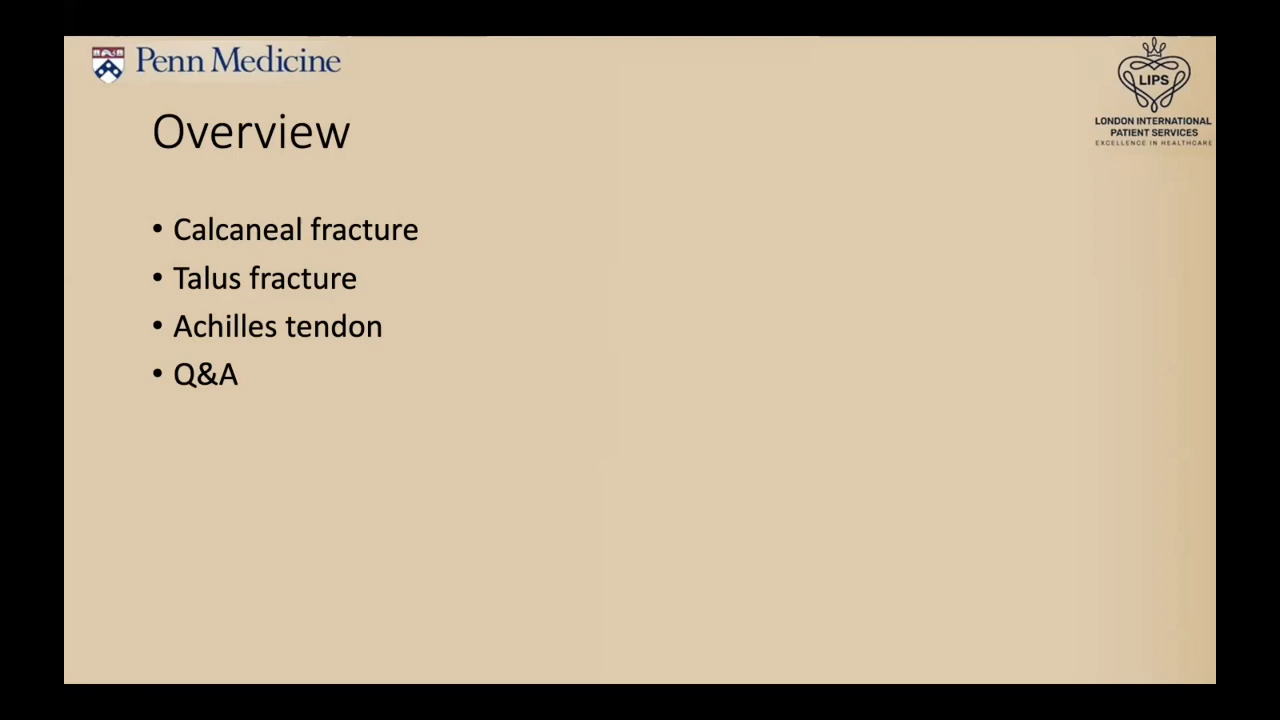 Penn Medicine
LIPS
LONDON INTERNATIONAL
PATIENT SERVICES
EXCELLENCE IN HEALTHCARE
Overview
• Calcaneal fracture
• Talus fracture
• Achilles tendon
• Q&A